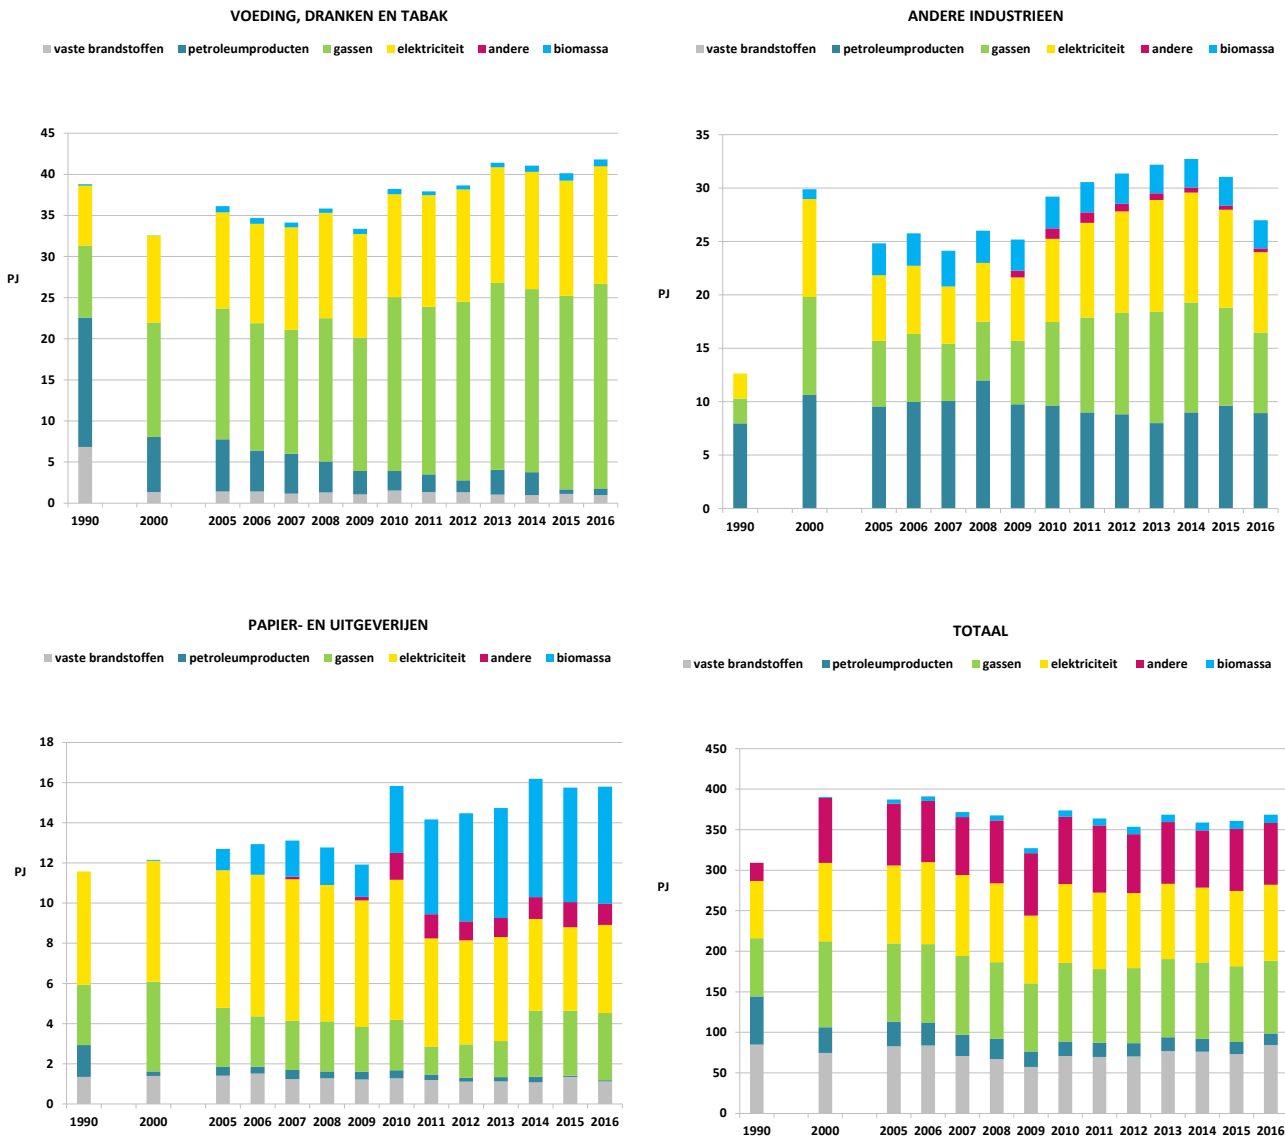 VOEDING, DRANKEN EN TABAK
vaste brandstoffen petroleumproducten gassen elektriciteit andere biomassa
45
40
35
30
25
20
15
10
5
0
PJ
1990 2000 2005 2006 2007 2008 2009 2010 2011 2012 2013 2014 2015 2016
ANDERE INDUSTRIEEN
vaste brandstoffen petroleumproducten gassen elektriciteit andere biomassa
35
30
25
20
15
10
5
0
PJ
1990 2000 2005 2006 2007 2008 2009 2010 2011 2012 2013 2014 2015 2016
PAPIER- EN UITGEVERIJEN
vaste brandstoffen petroleumproducten gassen elektriciteit andere biomassa
18
16
14
12
10
8
6
4
2
0
PJ
1990 2000 2005 2006 2007 2008 2009 2010 2011 2012 2013 2014 2015 2016
TOTAAL
vaste brandstoffen petroleumproducten gassen elektriciteit andere biomassa
450
400
350
300
250
200
150
100
50
0
PJ
1990 2000 2005 2006 2007 2008 2009 2010 2011 2012 2013 2014 2015 2016